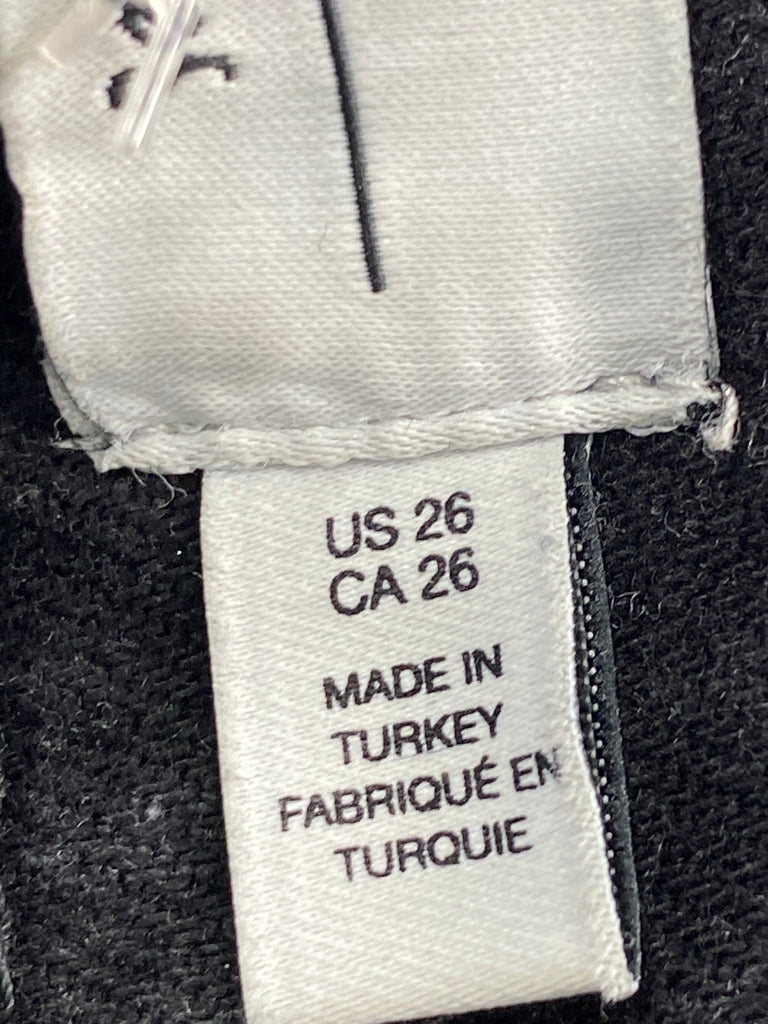 US 26
CA 26
MADE IN
TURKEY
FABRIQUÉ EN
TURQUIE